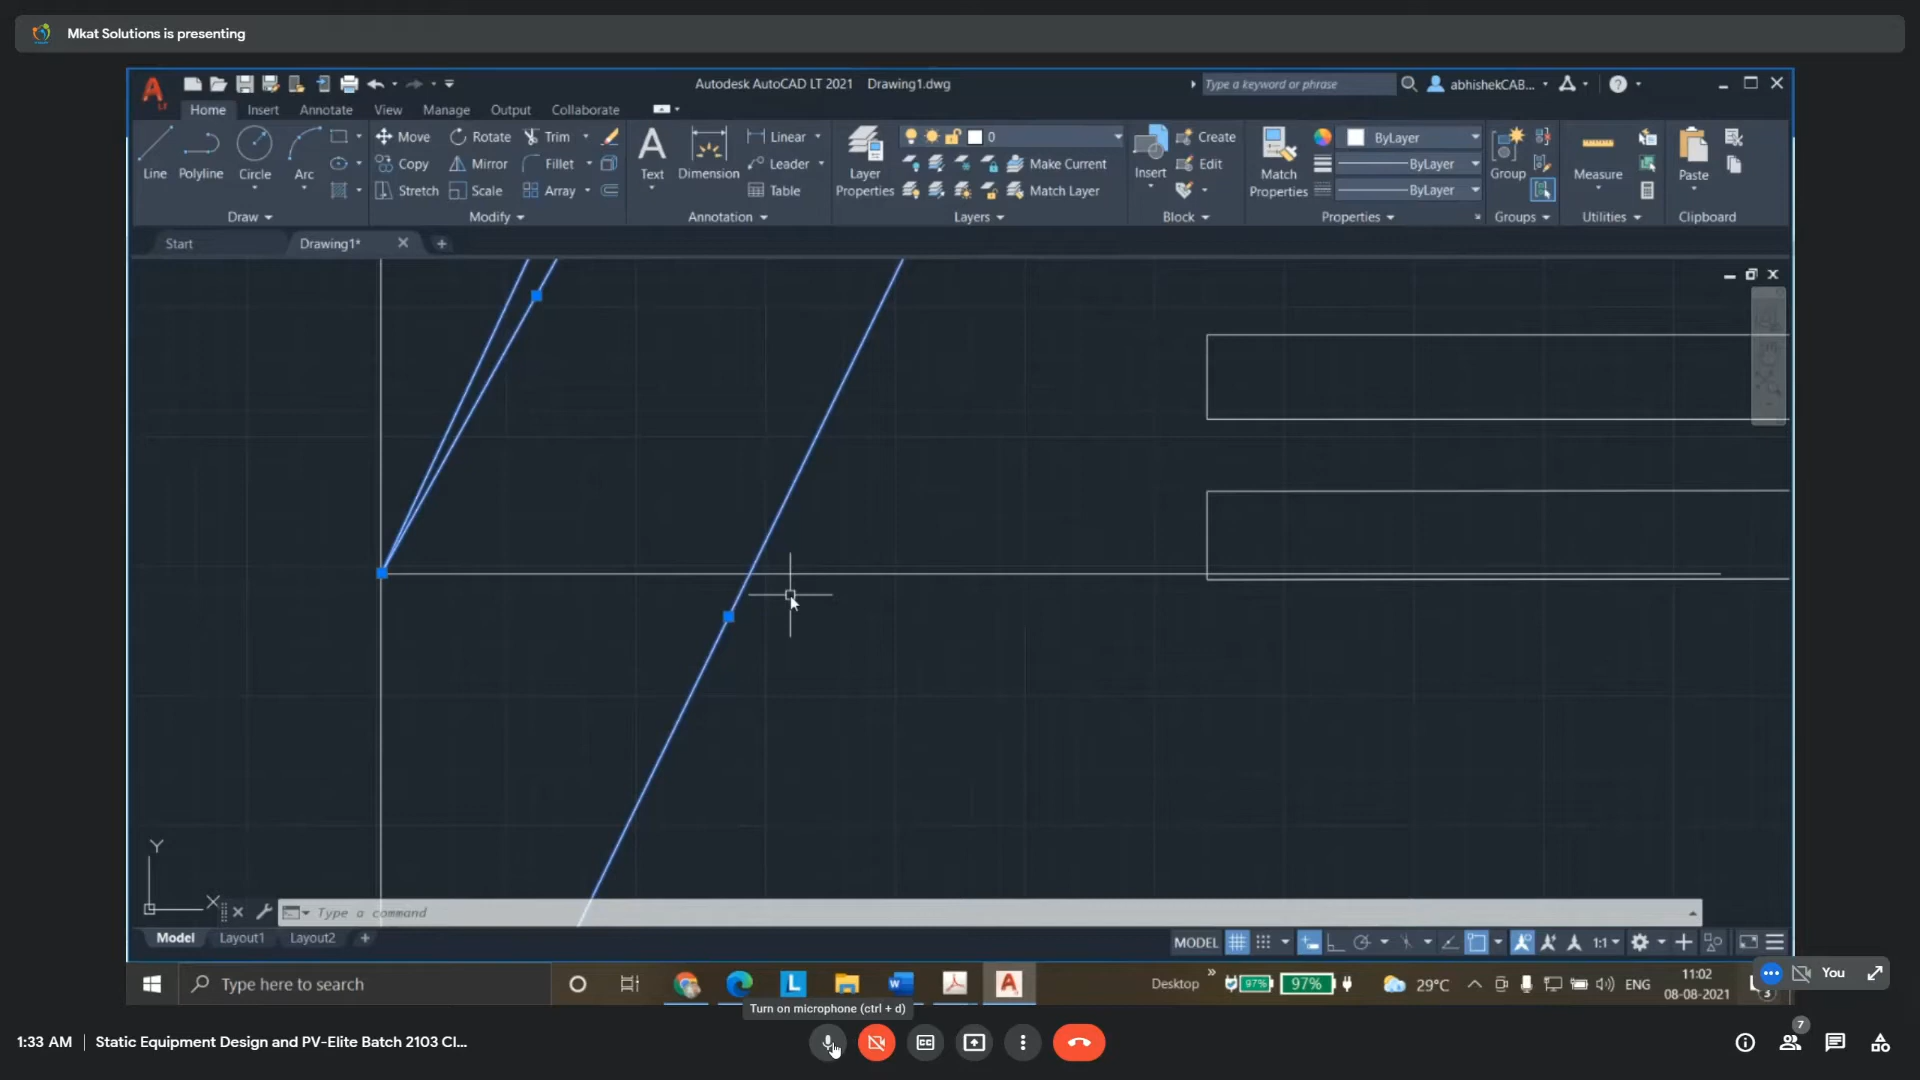 Mkat Solutions is presenting
Autodesk AutoCAD LT 2021 Drawing1.dwg
Type a keyword or phrase
abhishekCAB...
Home Insert Annotate View Manage Output Collaborate
Move Rotate Trim Linear 0 Create ByLayer
Copy Mirror Fillet Leader Make Current Edit ByLayer
Line Polyline Circle Arc Text Dimension Layer Insert Match Group Measure Paste
Stretch Scale Array Table Properties Match Layer Properties ByLayer
Draw Modify Annotation Layers Block Properties Groups Utilities Clipboard
Start Drawing1*
Y
X
Type a command
Model Layout1 Layout2
MODEL 1:1
Type here to search
Desktop 97% 97% 29°C ENG 11:02
08-08-2021
3
You
Turn on microphone (ctrl + d)
1:33 AM | Static Equipment Design and PV-Elite Batch 2103 Cl...
CC
7